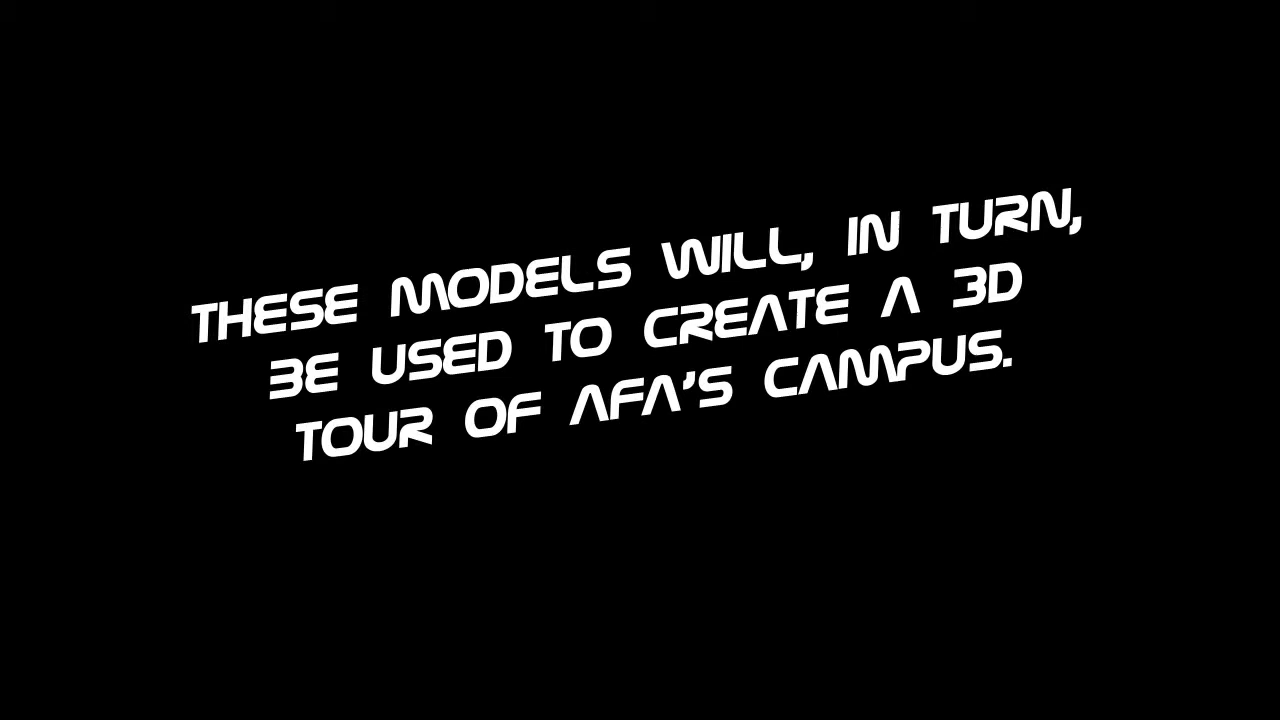 THESE MODELS WILL, IN TURN,
BE USED TO CREATE A 3D
TOUR OF AFA'S CAMPUS.